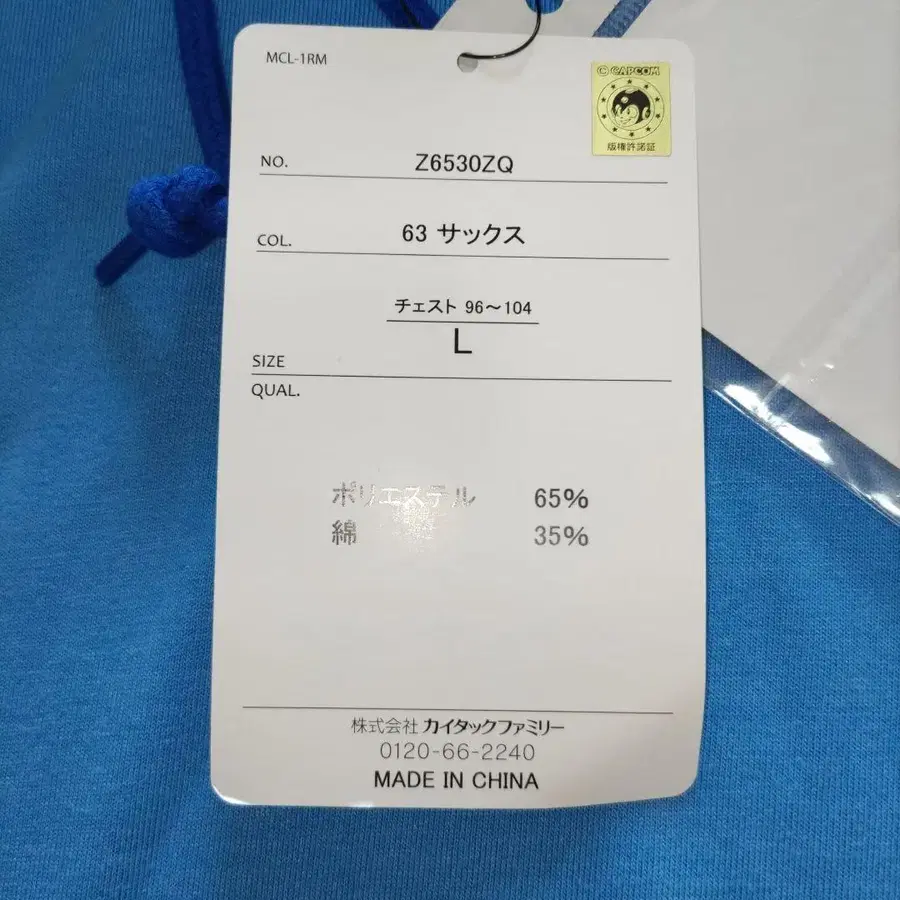 MCL-1RM
© CAPCOM
版権許諾証
NO. Z6530ZQ
COL. 63 サックス
チェスト 96〜104
SIZE L
QUAL.
ポリエステル 65%
綿 35%
株式会社 カイタックファミリー
0120-66-2240
MADE IN CHINA